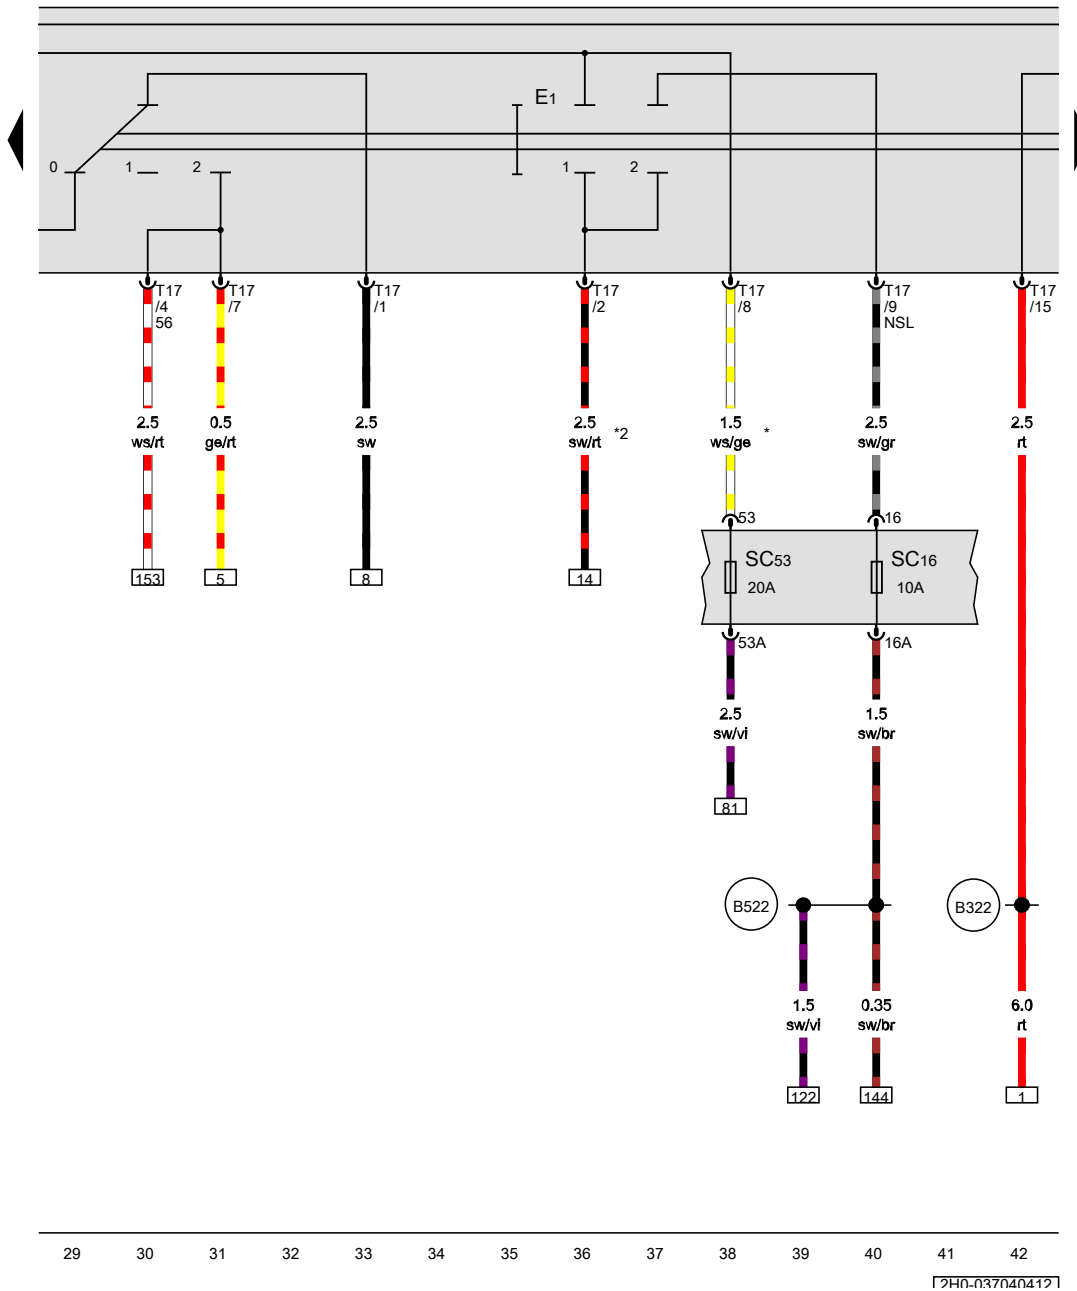 E1
0
1
2
1
2
T17
/4
56
T17
/7
T17
/1
T17
/2
T17
/8
T17
/9
NSL
T17
/15
2.5
ws/rt
0.5
ge/rt
2.5
sw
2.5
sw/rt
*2
1.5
ws/ge
*
2.5
sw/gr
2.5
rt
53
16
SC53
20A
SC16
10A
153
5
8
14
53A
16A
2.5
sw/vi
1.5
sw/br
81
B522
B322
1.5
sw/vi
0.35
sw/br
6.0
rt
122
144
1
29 30 31 32 33 34 35 36 37 38 39 40 41 42
2H0-037040412